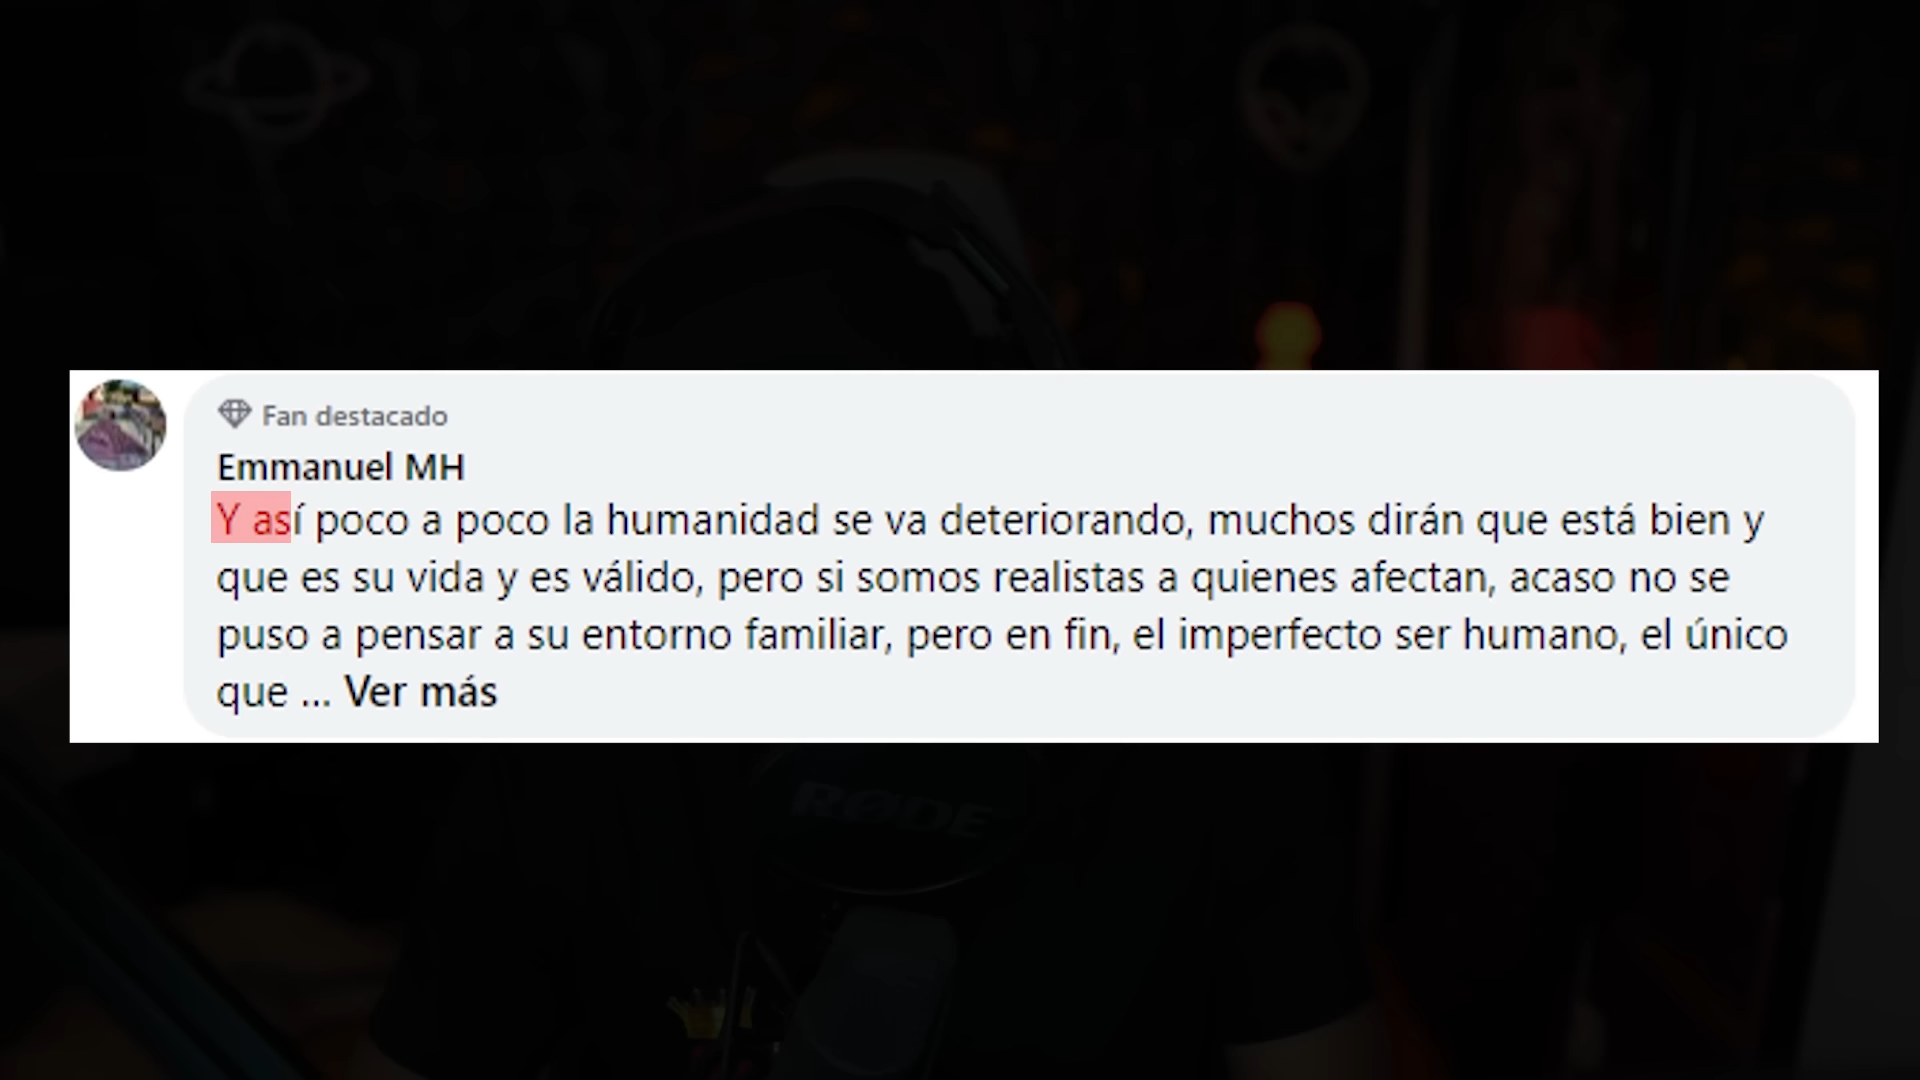 Fan destacado
Emmanuel MH
Y así poco a poco la humanidad se va deteriorando, muchos dirán que está bien y
que es su vida y es válido, pero si somos realistas a quienes afectan, acaso no se
puso a pensar a su entorno familiar, pero en fin, el imperfecto ser humano, el único
que ... Ver más
RØDE